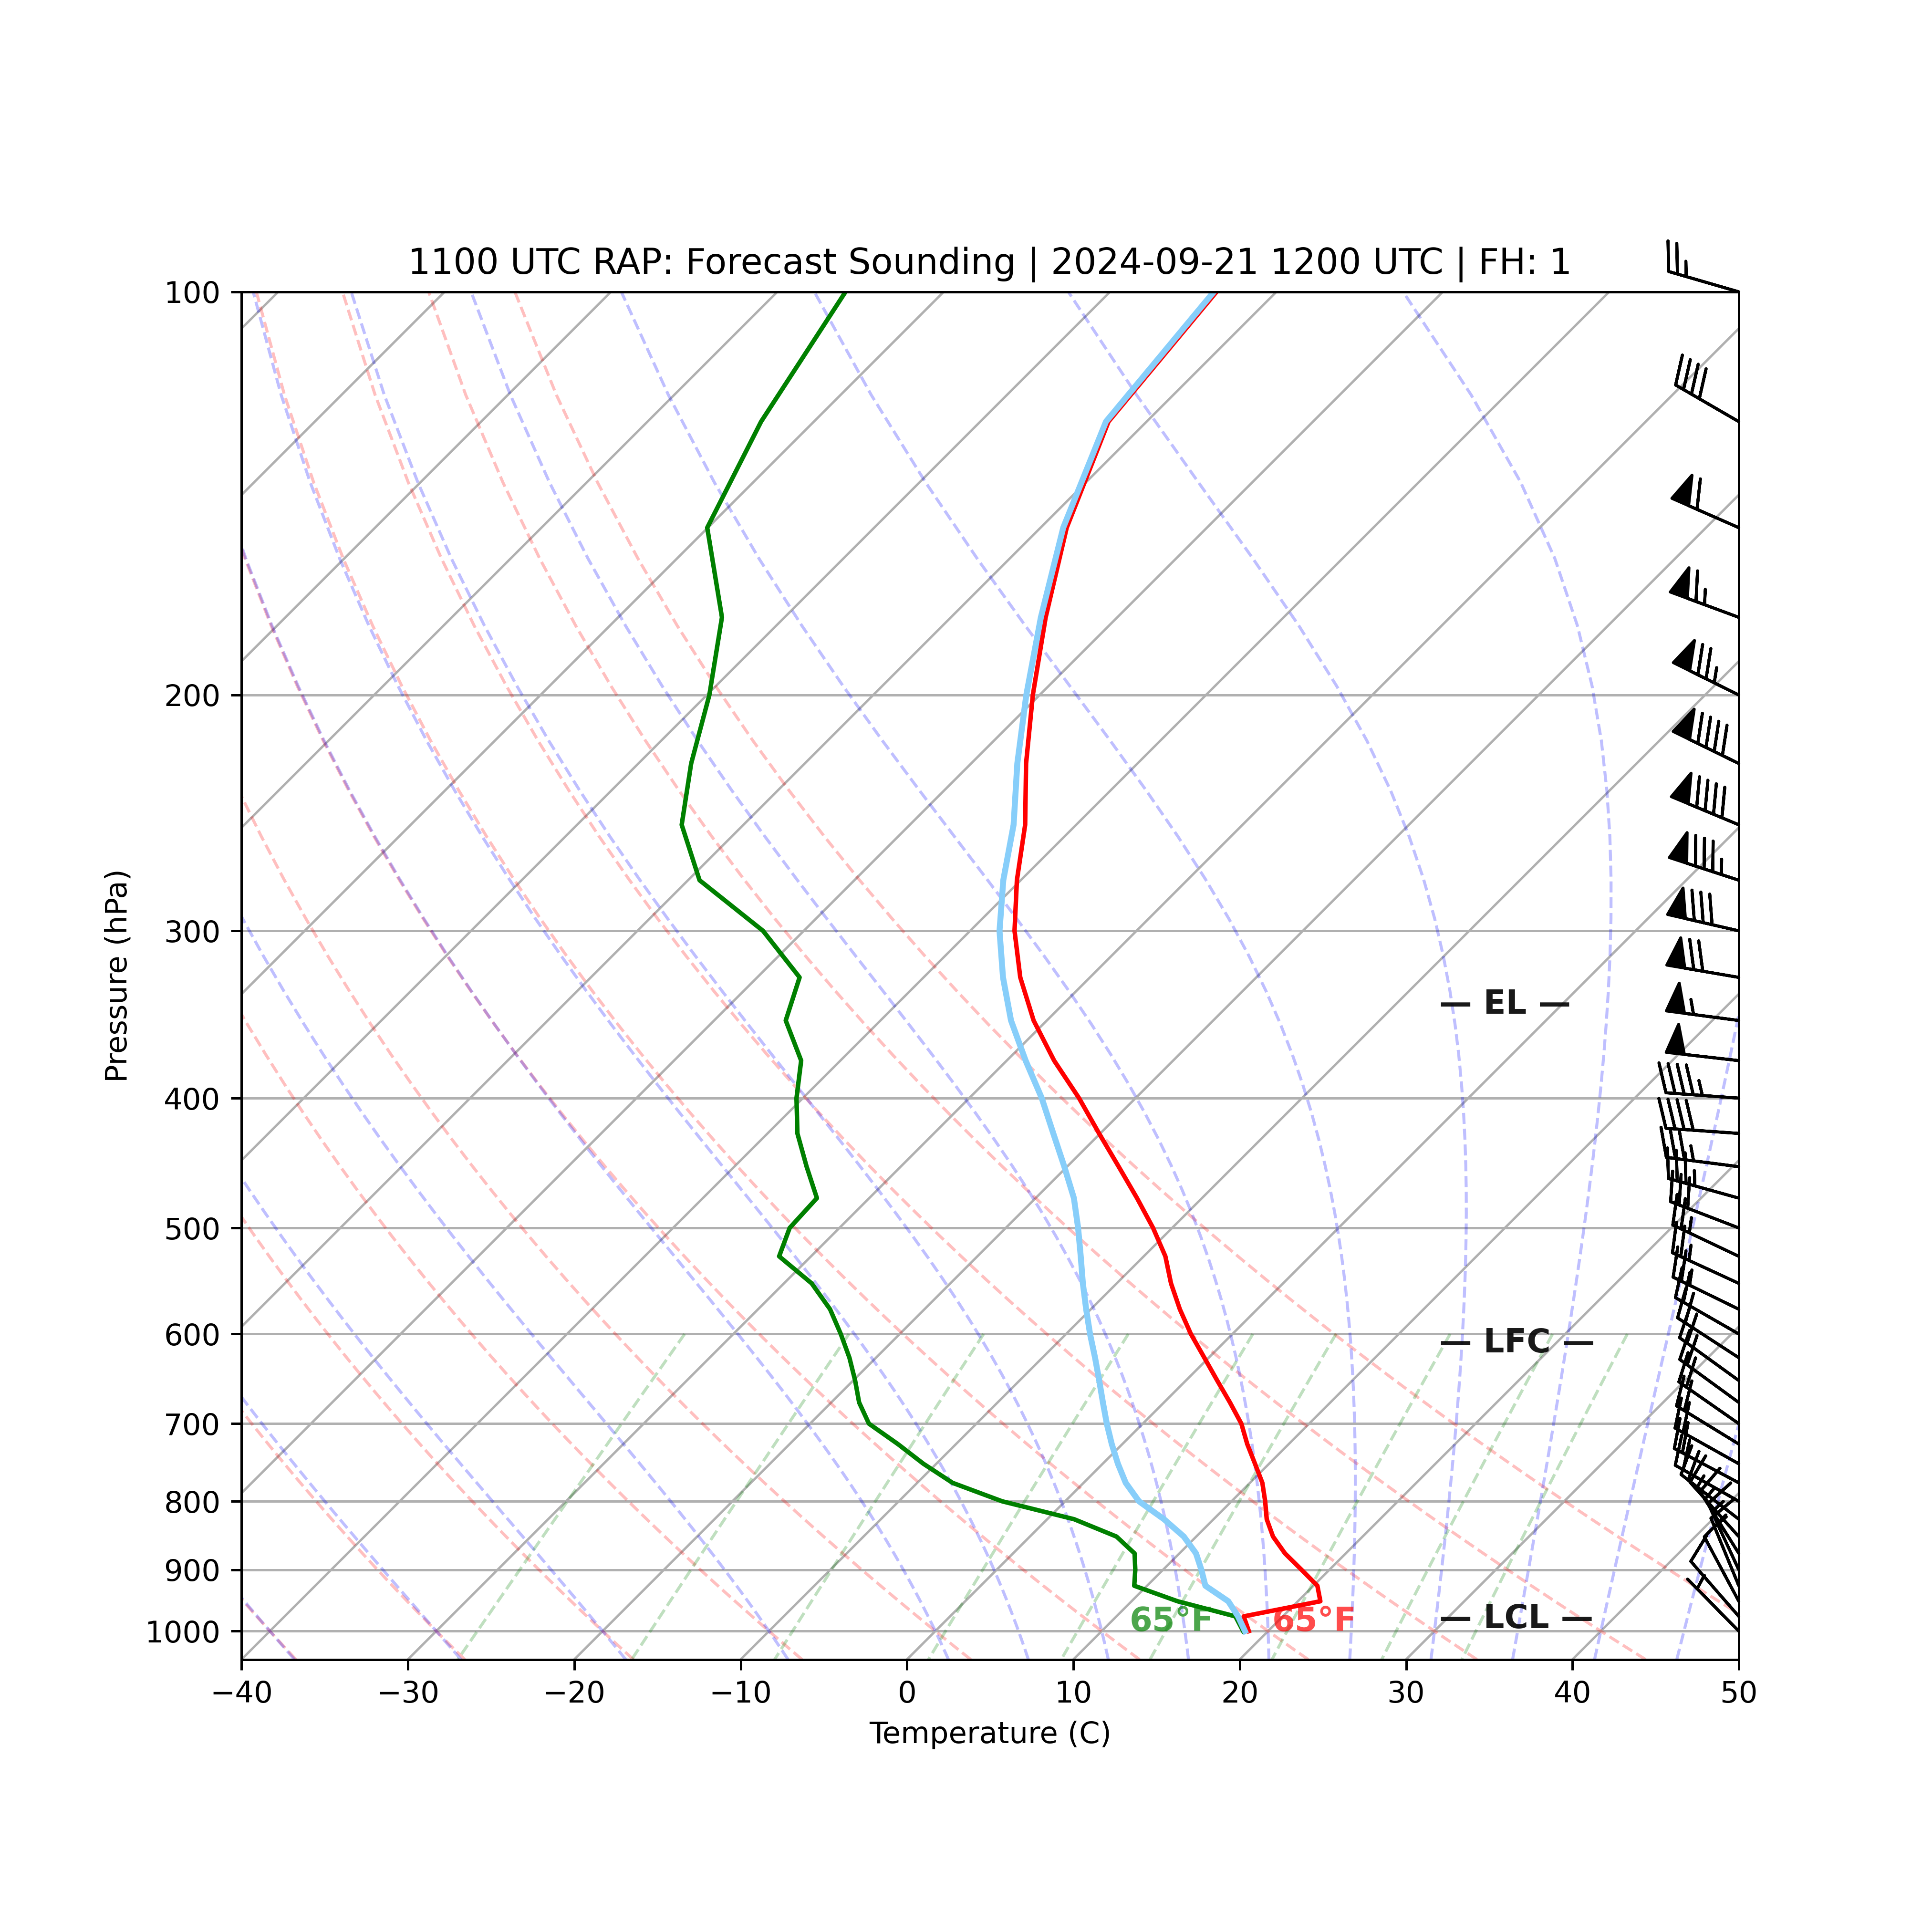 1100 UTC RAP: Forecast Sounding | 2024-09-21 1200 UTC | FH: 1
100
200
300
400
500
600
700
800
900
1000
Pressure (hPa)
— EL —
— LFC —
— LCL —
65°F 65°F
−40 −30 −20 −10 0 10 20 30 40 50
Temperature (C)